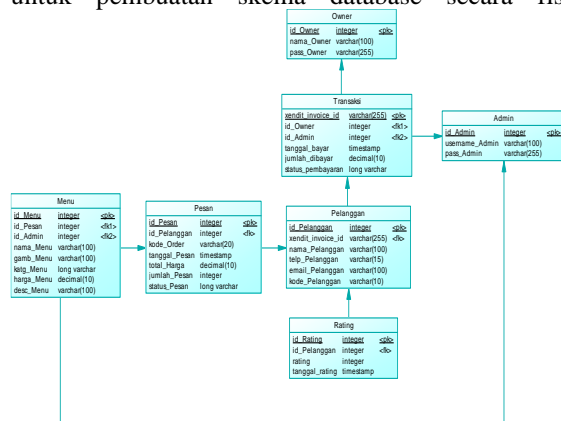 untuk pembuatan skema database secara fis
Owner
id_Owner integer <pk>
nama_Owner varchar(100)
pass_Owner varchar(255)
Transaksi
xendit_invoice_id varchar(255) <pk>
id_Owner integer <fk1>
id_Admin integer <fk2>
tanggal_bayar timestamp
jumlah_dibayar decimal(10)
status_pembayaran long varchar
Admin
id_Admin integer <pk>
username_Admin varchar(100)
pass_Admin varchar(255)
Menu
id_Menu integer <pk>
id_Pesan integer <fk1>
id_Admin integer <fk2>
nama_Menu varchar(100)
gamb_Menu varchar(100)
katg_Menu long varchar
harga_Menu decimal(10)
desc_Menu varchar(100)
Pesan
id_Pesan integer <pk>
id_Pelanggan integer <fk>
kode_Order varchar(20)
tanggal_Pesan timestamp
total_Harga decimal(10)
jumlah_Pesan integer
status_Pesan long varchar
Pelanggan
id_Pelanggan integer <pk>
xendit_invoice_id varchar(255) <fk>
nama_Pelanggan varchar(100)
telp_Pelanggan varchar(15)
email_Pelanggan varchar(100)
kode_Pelanggan varchar(10)
Rating
id_Rating integer <pk>
id_Pelanggan integer <fk>
rating integer
tanggal_rating timestamp